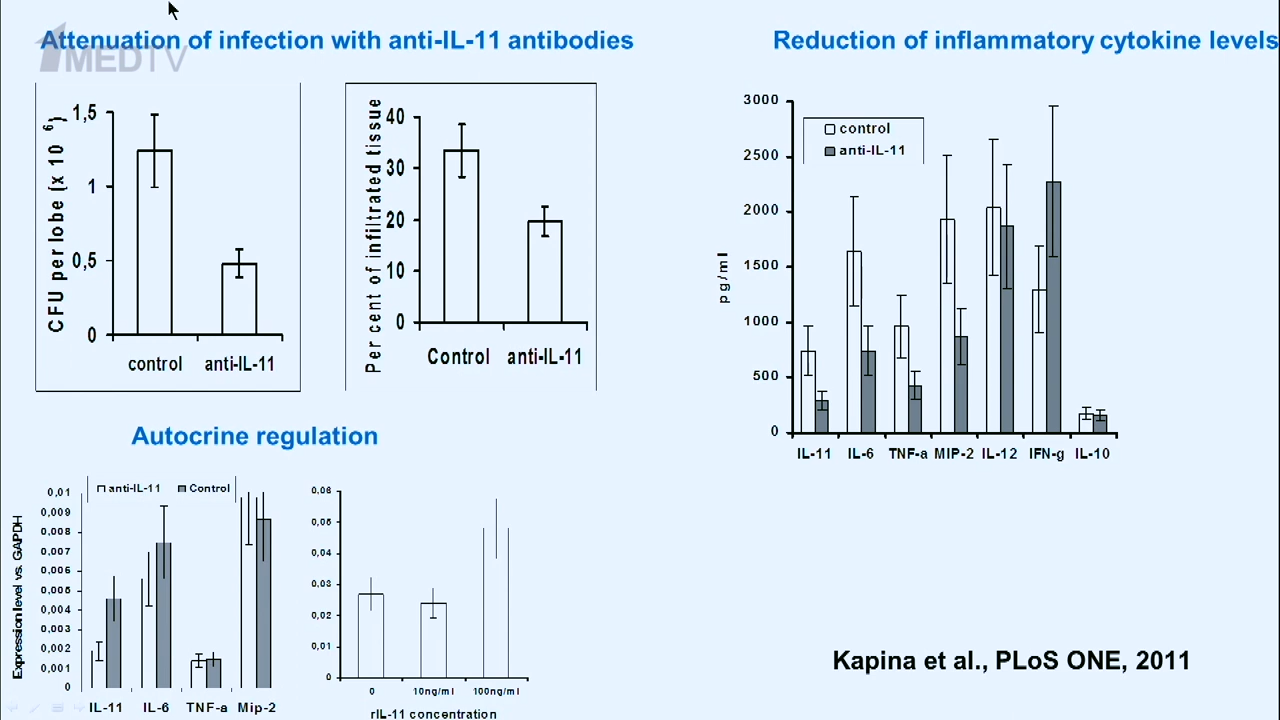 Attenuation of infection with anti-IL-11 antibodies
Reduction of inflammatory cytokine levels
1MEDTV
CFU per lobe (x 10 6)
1,5
1
0,5
0
control
anti-IL-11
Per cent of infiltrated tissue
40
30
20
10
0
Control
anti-IL-11
pg/ml
3000
2500
2000
1500
1000
500
0
control
anti-IL-11
IL-11
IL-6
TNF-a
MIP-2
IL-12
IFN-g
IL-10
Autocrine regulation
Expression level vs. GAPDH
0,01
0,009
0,008
0,007
0,006
0,005
0,004
0,003
0,002
0,001
0
anti-IL-11
Control
IL-11
IL-6
TNF-a
Mip-2
0,06
0,05
0,04
0,03
0,02
0,01
0
0
10ng/ml
100ng/ml
rIL-11 concentration
Kapina et al., PLoS ONE, 2011